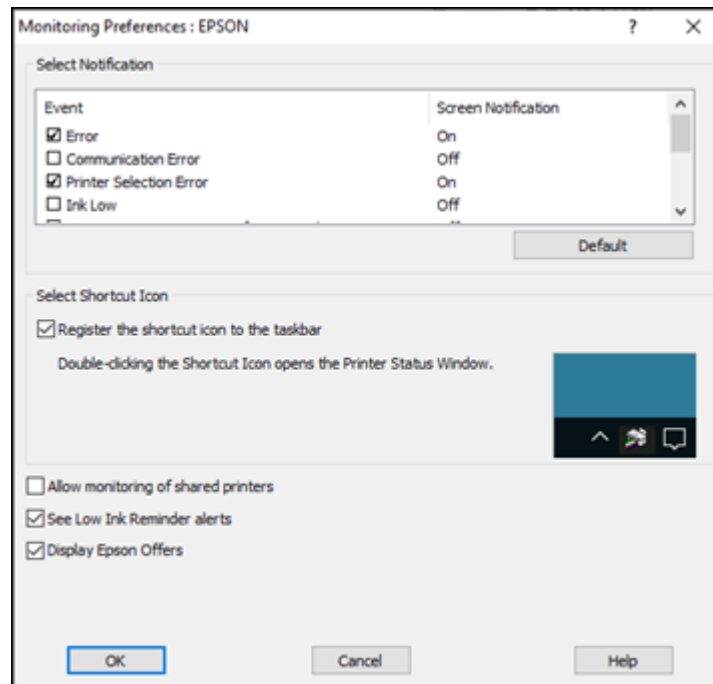 Monitoring Preferences : EPSON
Select Notification
Event Screen Notification
Error On
Communication Error Off
Printer Selection Error On
Ink Low Off
Default
Select Shortcut Icon
Register the shortcut icon to the taskbar
Double-clicking the Shortcut Icon opens the Printer Status Window.
Allow monitoring of shared printers
See Low Ink Reminder alerts
Display Epson Offers
OK Cancel Help